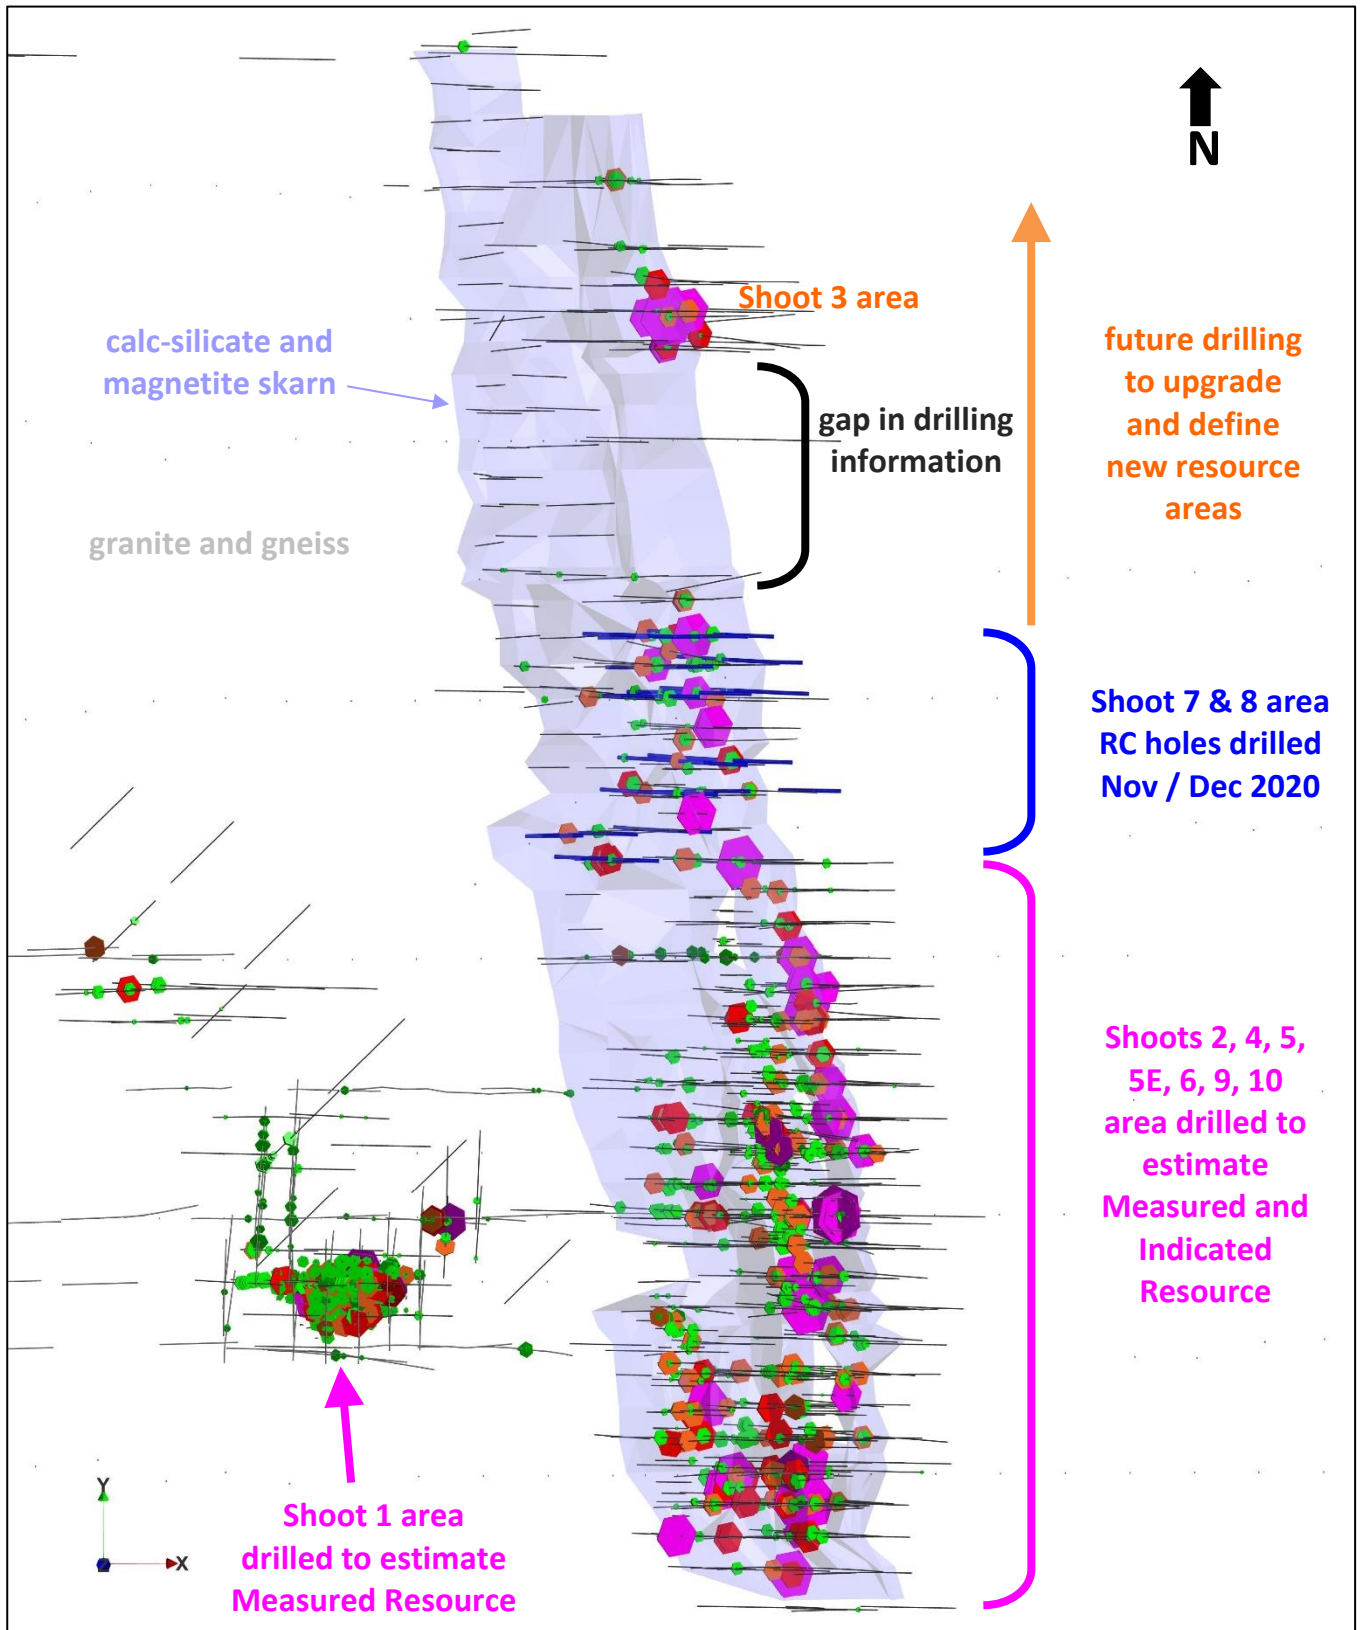 N
Shoot 3 area
calc-silicate and
magnetite skarn
future drilling
to upgrade
and define
new resource
areas
gap in drilling
information
granite and gneiss
Shoot 7 & 8 area
RC holes drilled
Nov / Dec 2020
Shoots 2, 4, 5,
5E, 6, 9, 10
area drilled to
estimate
Measured and
Indicated
Resource
Y
X
Shoot 1 area
drilled to estimate
Measured Resource